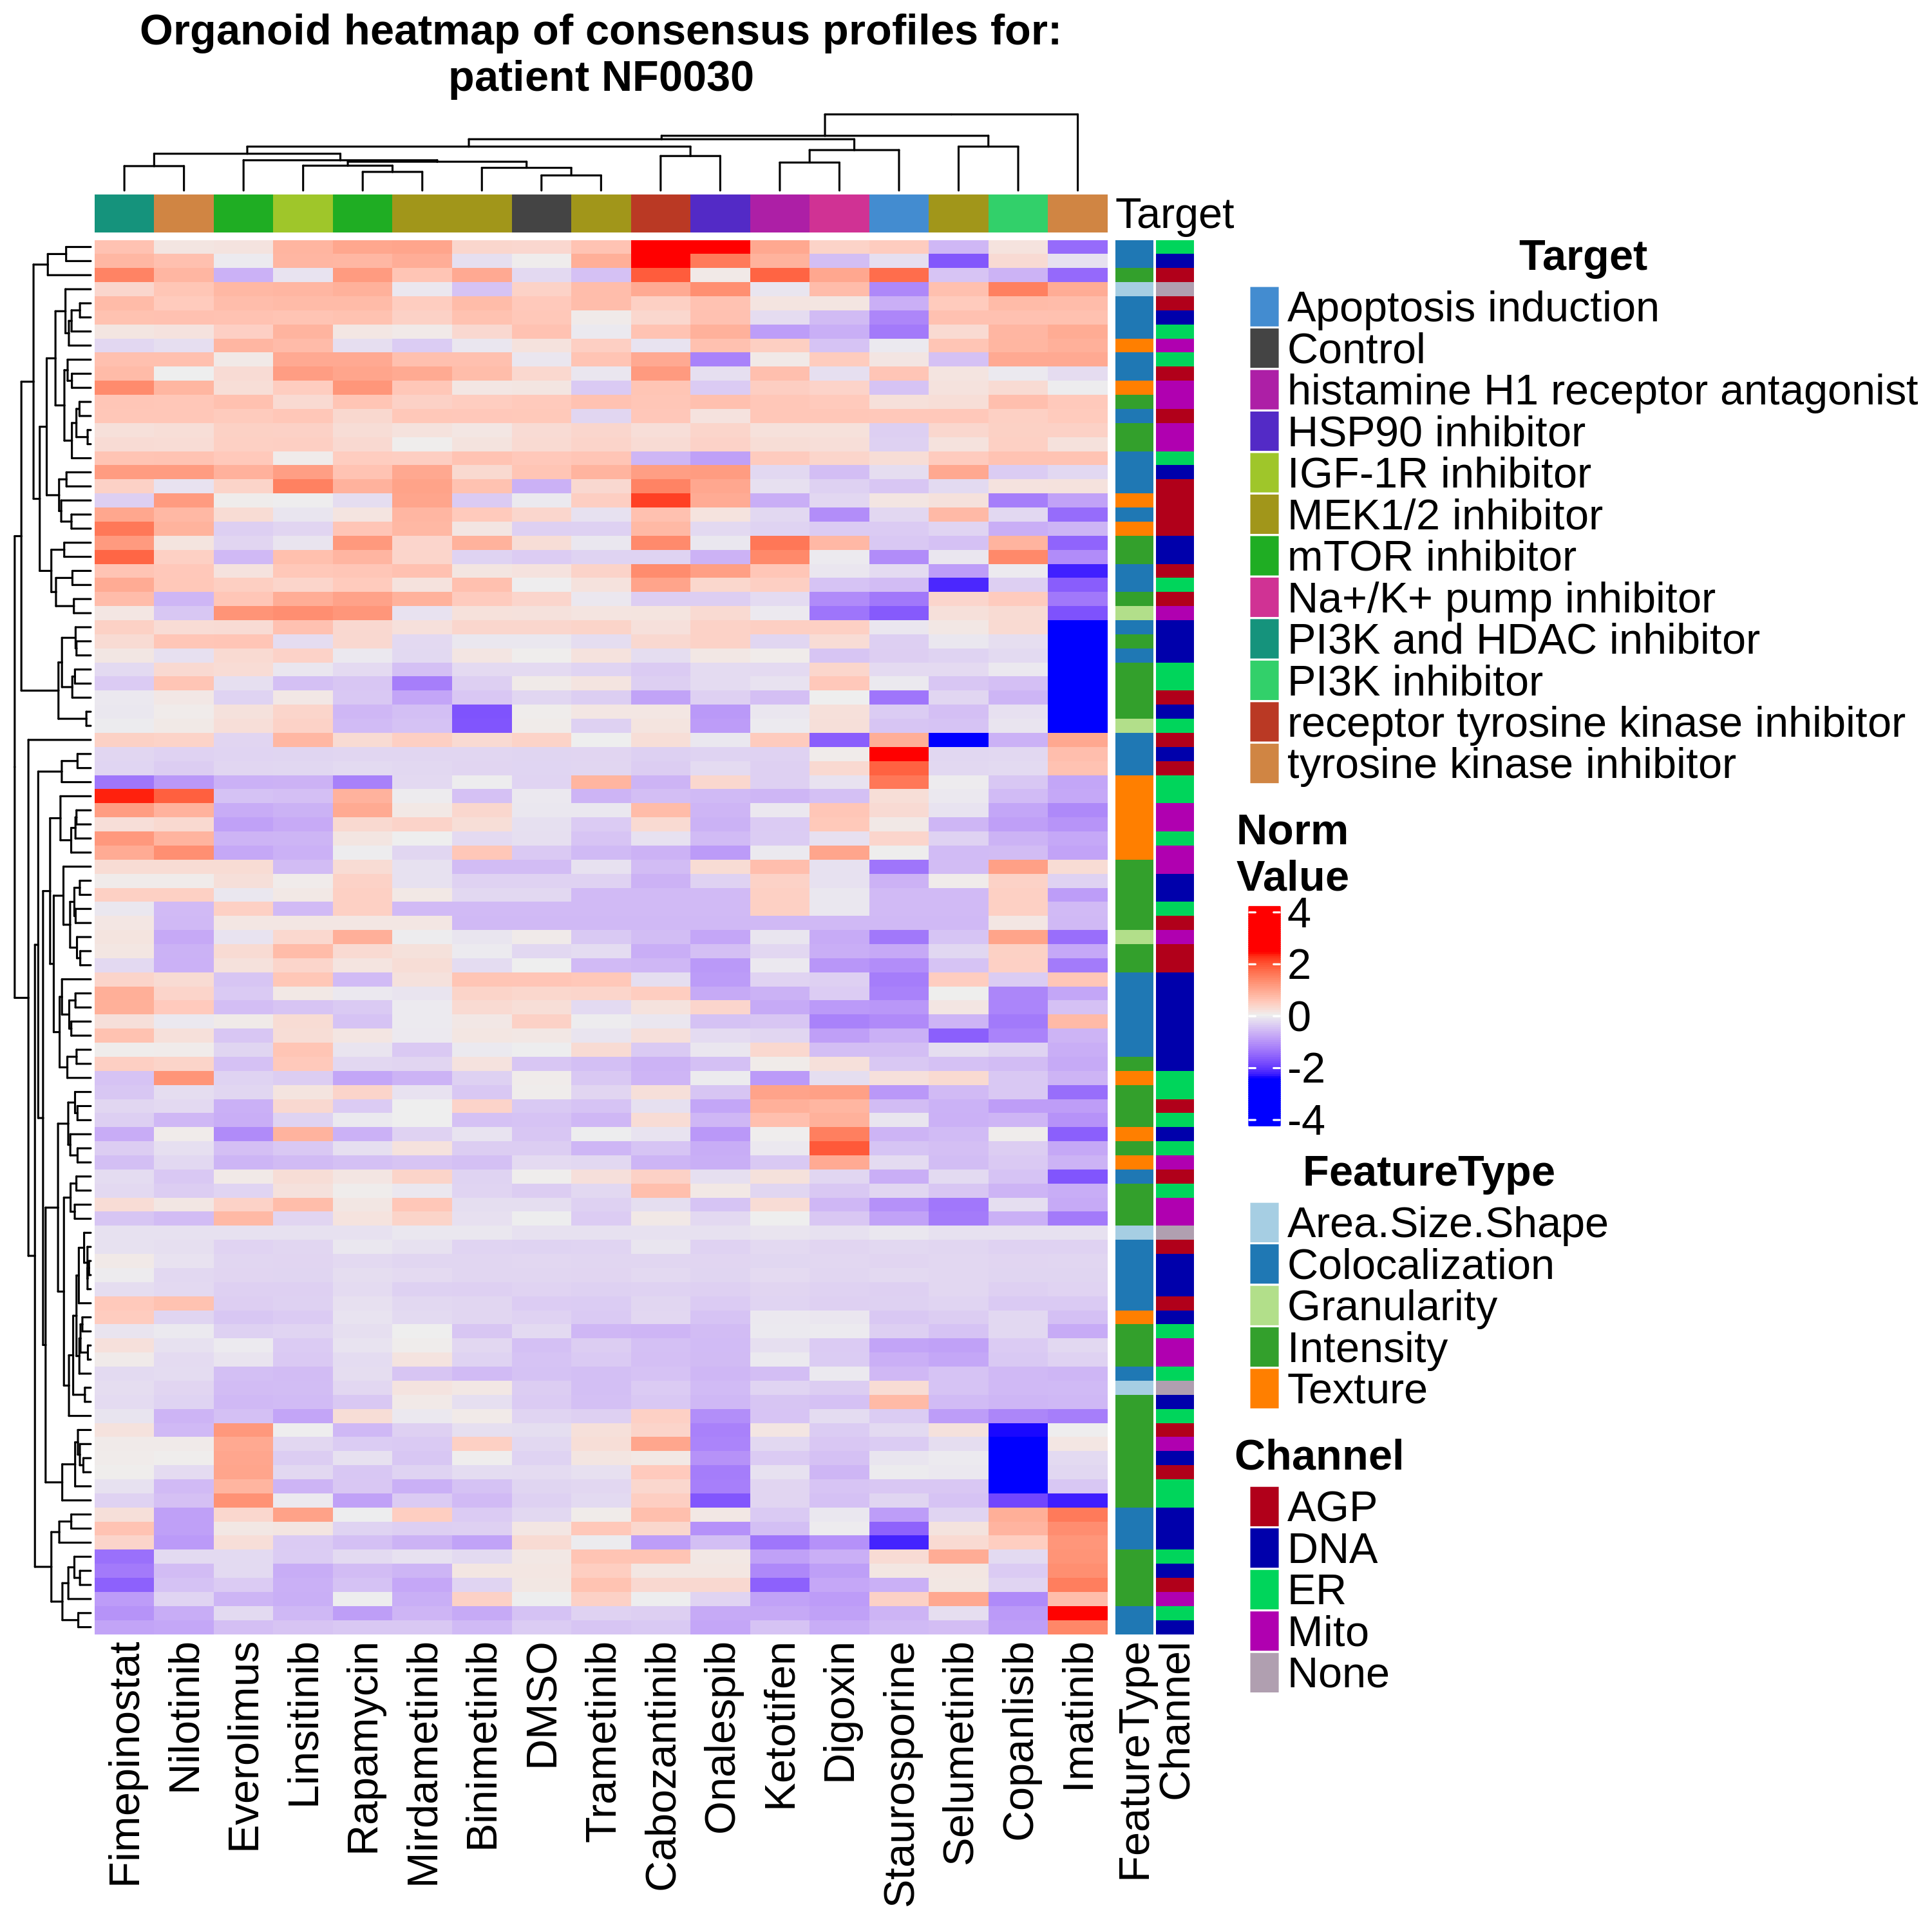 Organoid heatmap of consensus profiles for:
patient NF0030
Target
Target
Apoptosis induction
Control
histamine H1 receptor antagonist
HSP90 inhibitor
IGF-1R inhibitor
MEK1/2 inhibitor
mTOR inhibitor
Na+/K+ pump inhibitor
PI3K and HDAC inhibitor
PI3K inhibitor
receptor tyrosine kinase inhibitor
tyrosine kinase inhibitor
Norm
Value
4
2
0
-2
-4
FeatureType
Area.Size.Shape
Colocalization
Granularity
Intensity
Texture
Channel
AGP
DNA
ER
Mito
None
Fimepinostat
Nilotinib
Everolimus
Linsitinib
Rapamycin
Mirdametinib
Binimetinib
DMSO
Trametinib
Cabozantinib
Onalespib
Ketotifen
Digoxin
Staurosporine
Selumetinib
Copanlisib
Imatinib
FeatureType
Channel